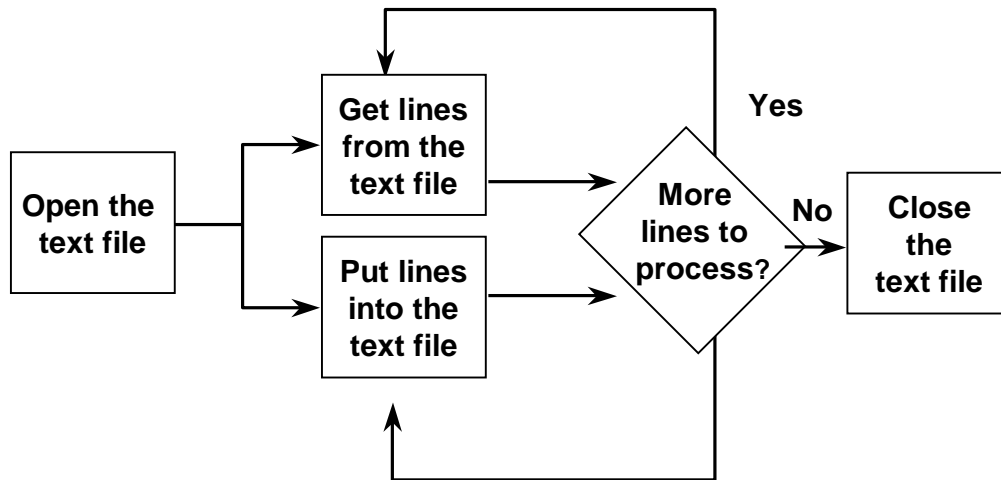 Open the
text file
Get lines
from the
text file
Put lines
into the
text file
More
lines to
process?
Yes
No
Close
the
text file